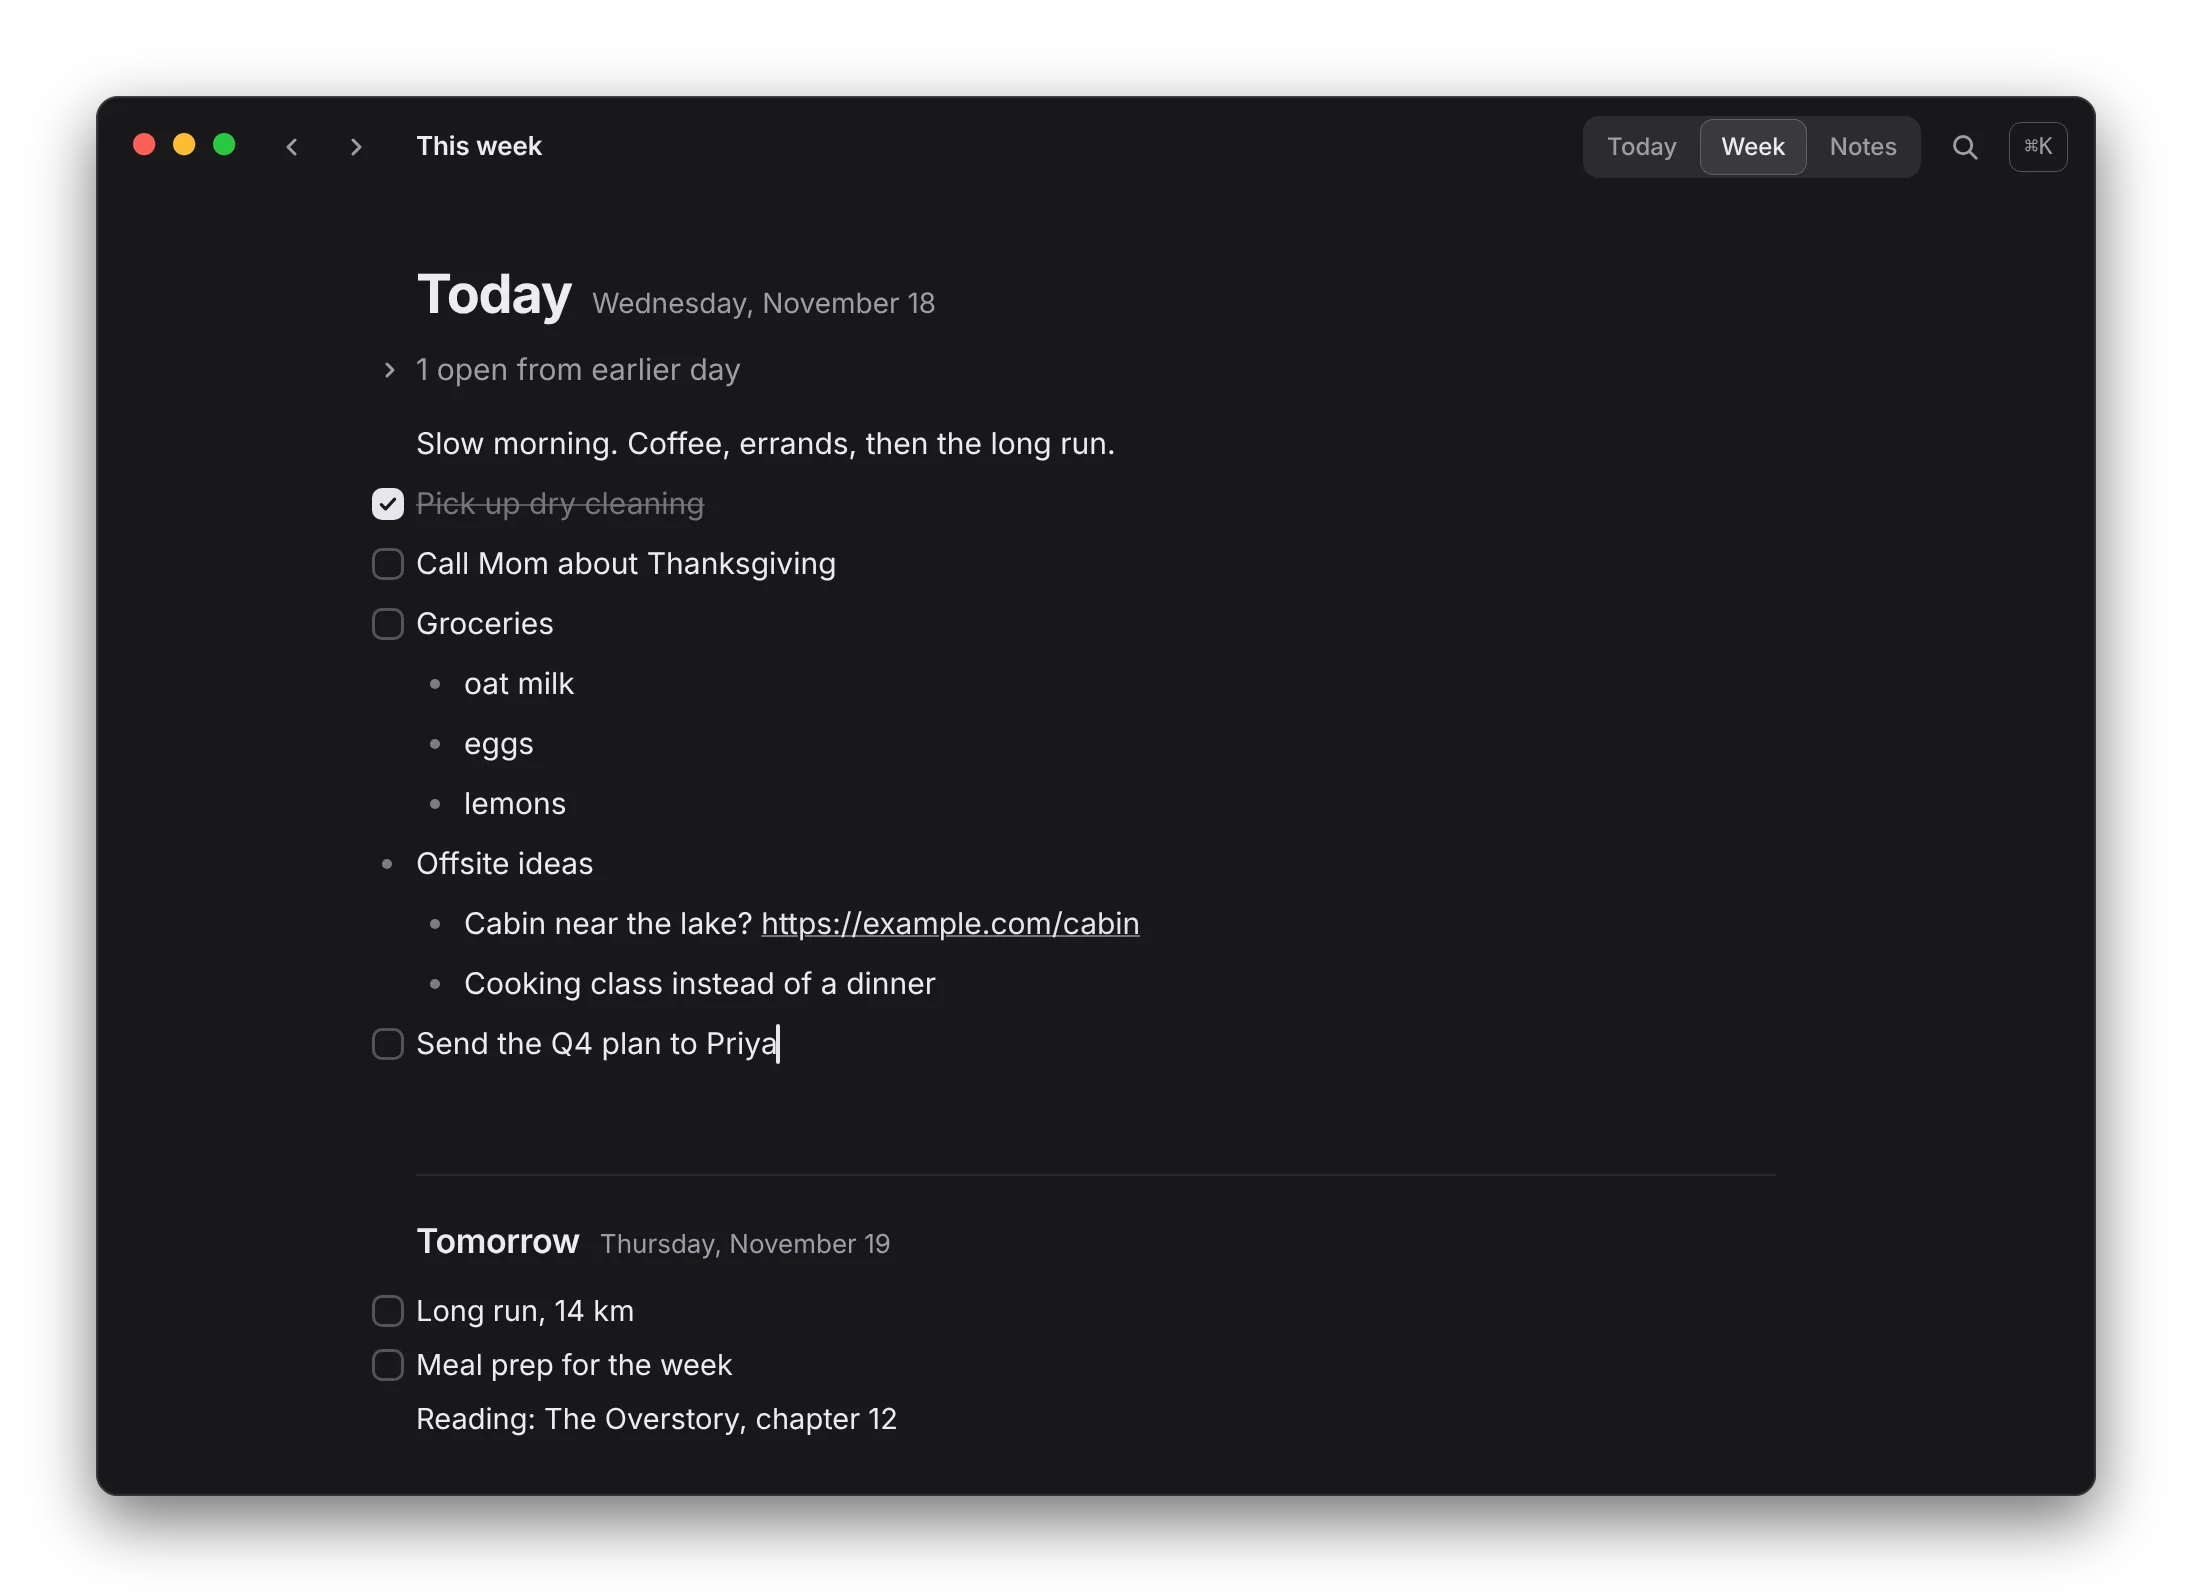 This week
Today Week Notes ⌘K
Today Wednesday, November 18
1 open from earlier day
Slow morning. Coffee, errands, then the long run.
Pick up dry cleaning
Call Mom about Thanksgiving
Groceries
oat milk
eggs
lemons
Offsite ideas
Cabin near the lake? https://example.com/cabin
Cooking class instead of a dinner
Send the Q4 plan to Priya
Tomorrow Thursday, November 19
Long run, 14 km
Meal prep for the week
Reading: The Overstory, chapter 12